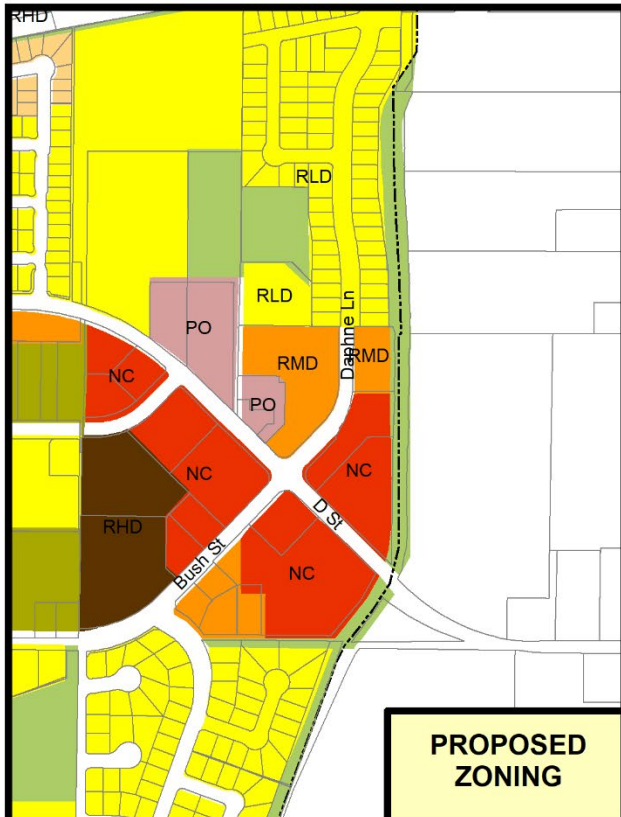 RHD
RLD
RLD
PO
Daphne Ln
RMD
RMD
NC
PO
NC
NC
D St
RHD
Bush St
NC
PROPOSED
ZONING